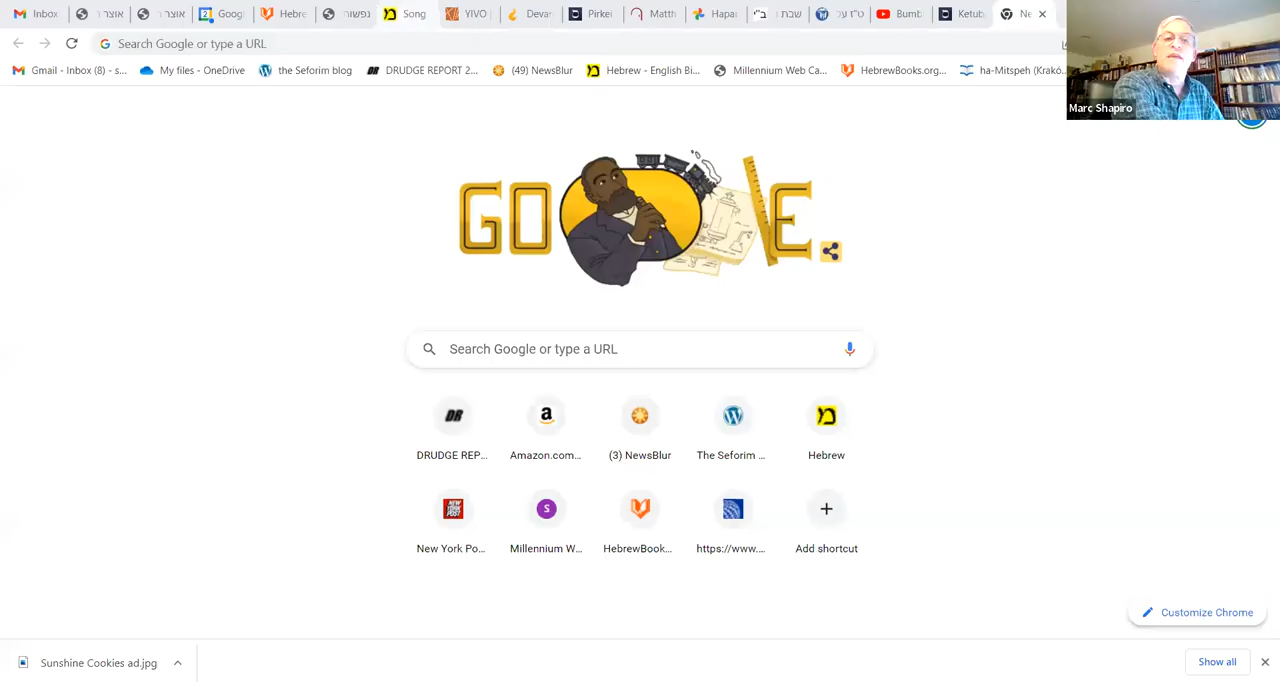 Inbox
אוצר ר
אוצר ר
Goog
Hebre
נפשות
Song
YIVO
Devar
Pirkei
Matth
Hapar
שבת ו ב"י
ט"ז על
Bumb
Ketub
Ne
Search Google or type a URL
Gmail - Inbox (8) - s...
My files - OneDrive
the Seforim blog
DRUDGE REPORT 2...
(49) NewsBlur
Hebrew - English Bi...
Millennium Web Ca...
HebrewBooks.org...
ha-Mitspeh (Krakó...
Marc Shapiro
GOOGLE
Search Google or type a URL
DRUDGE REP...
Amazon.com...
(3) NewsBlur
The Seforim ...
Hebrew
New York Po...
Millennium W...
HebrewBook...
https://www....
Add shortcut
Customize Chrome
Sunshine Cookies ad.jpg
Show all